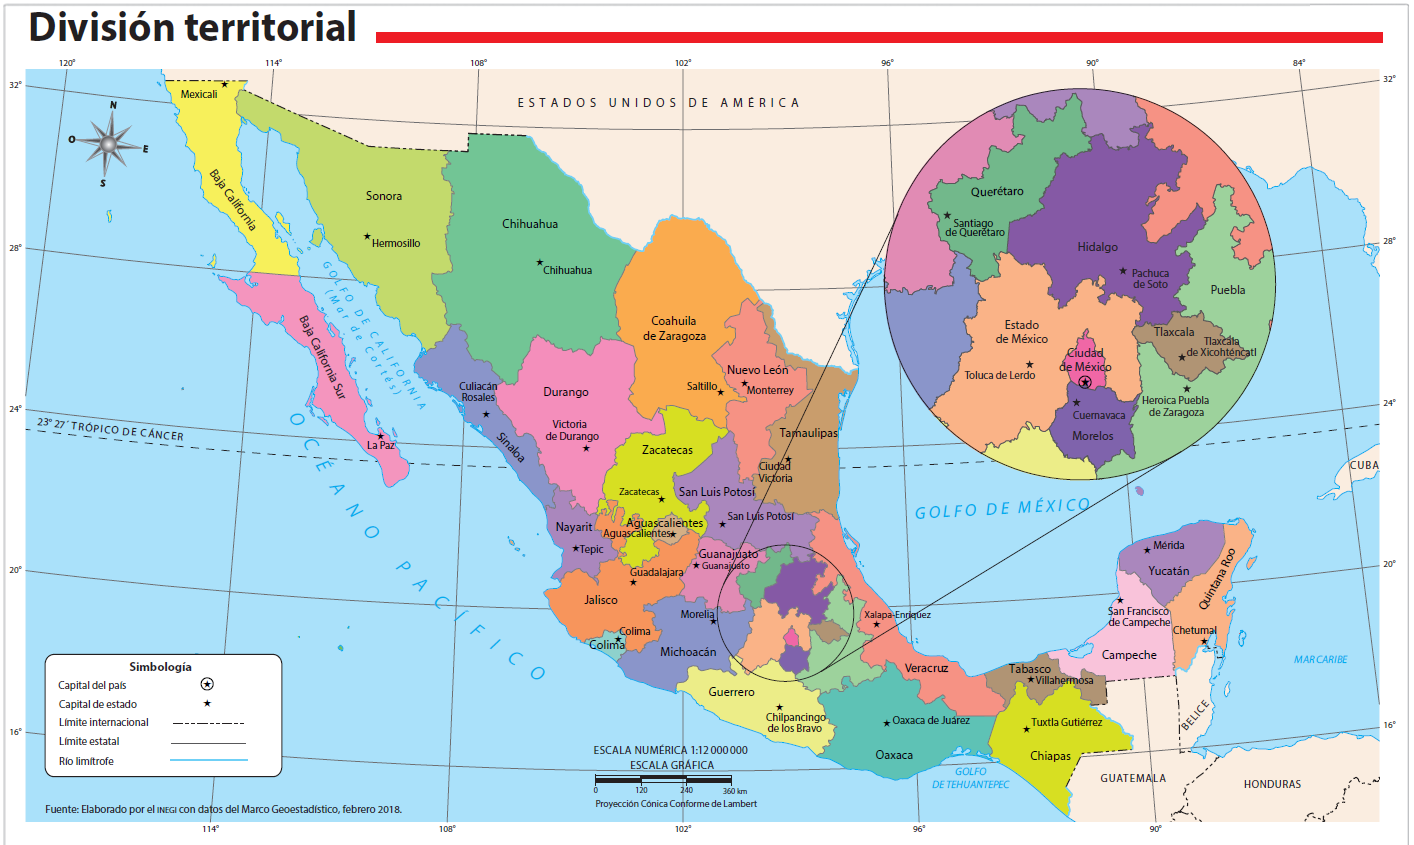 División territorial
120°
114°
108°
102°
96°
90°
84°
32°
32°
28°
28°
24°
24°
20°
20°
16°
16°
114°
108°
102°
96°
90°
N
O
E
S
ESTADOS UNIDOS DE AMÉRICA
Mexicali
Baja California
Sonora
Hermosillo
Chihuahua
Chihuahua
GOLFO DE CALIFORNIA
(Mar de Cortés)
Baja California Sur
La Paz
Coahuila
de Zaragoza
Saltillo
Nuevo León
Monterrey
Durango
Victoria
de Durango
Culiacán
Rosales
Sinaloa
Tamaulipas
Ciudad
Victoria
Zacatecas
Zacatecas
San Luis Potosí
San Luis Potosí
Aguascalientes
Aguascalientes
Nayarit
Tepic
Guanajuato
Guanajuato
Guadalajara
Jalisco
Colima
Colima
Morelia
Michoacán
Guerrero
Chilpancingo
de los Bravo
Xalapa-Enríquez
Veracruz
Oaxaca de Juárez
Oaxaca
Tabasco
Villahermosa
Tuxtla Gutiérrez
Chiapas
Mérida
Yucatán
Quintana Roo
Chetumal
San Francisco
de Campeche
Campeche
Querétaro
Santiago
de Querétaro
Hidalgo
Pachuca
de Soto
Puebla
Estado
de México
Toluca de Lerdo
Ciudad
de México
Tlaxcala
Tlaxcala
de Xicohténcatl
Heroica Puebla
de Zaragoza
Cuernavaca
Morelos
23° 27´ TRÓPICO DE CÁNCER
OCÉANO PACÍFICO
GOLFO DE MÉXICO
CUBA
MAR CARIBE
BELICE
GUATEMALA
HONDURAS
GOLFO
DE TEHUANTEPEC
Simbología
Capital del país
Capital de estado
Límite internacional
Límite estatal
Río limítrofe
ESCALA NUMÉRICA 1:12 000 000
ESCALA GRÁFICA
0 120 240 360 km
Proyección Cónica Conforme de Lambert
Fuente: Elaborado por el INEGI con datos del Marco Geoestadístico, febrero 2018.